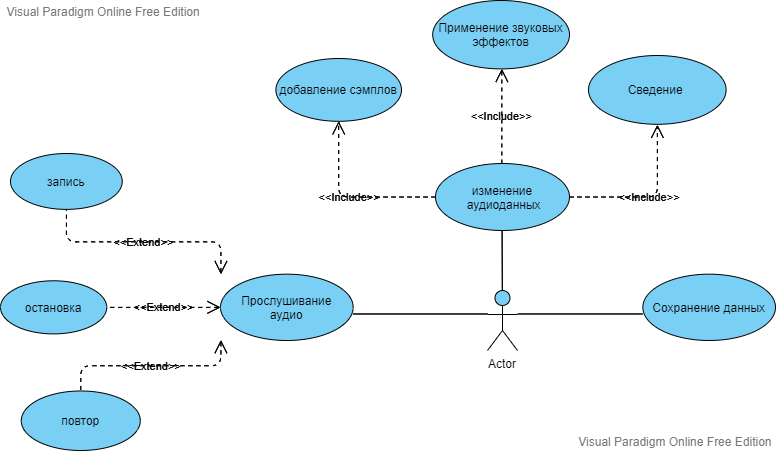 Visual Paradigm Online Free Edition
Применение звуковых
эффектов
добавление сэмплов
Сведение
<<Include>>
запись
изменение
аудиоданных
<<Include>>
<<Include>>
<<Extend>>
остановка
<<Extend>>
Прослушивание
аудио
Сохранение данных
<<Extend>>
Actor
повтор
Visual Paradigm Online Free Edition